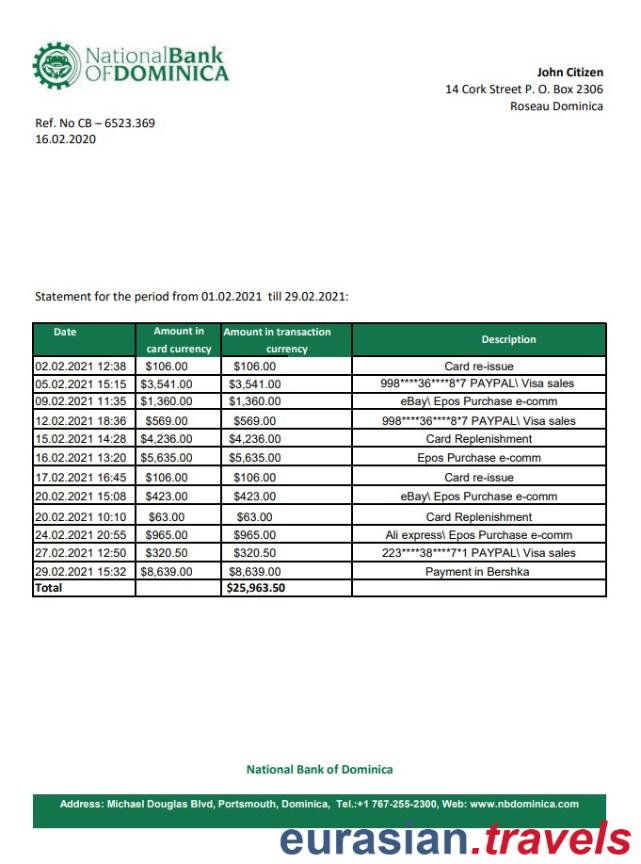 NationalBank
OFDOMINICA
John Citizen
14 Cork Street P. O. Box 2306
Roseau Dominica
Ref. No CB – 6523.369
16.02.2020
Statement for the period from 01.02.2021 till 29.02.2021:
Date Amount in card currency Amount in transaction currency Description
02.02.2021 12:38 $106.00 $106.00 Card re-issue
05.02.2021 15:15 $3,541.00 $3,541.00 998****36****8*7 PAYPAL\ Visa sales
09.02.2021 11:35 $1,360.00 $1,360.00 eBay\ Epos Purchase e-comm
12.02.2021 18:36 $569.00 $569.00 998****36****8*7 PAYPAL\ Visa sales
15.02.2021 14:28 $4,236.00 $4,236.00 Card Replenishment
16.02.2021 13:20 $5,635.00 $5,635.00 Epos Purchase e-comm
17.02.2021 16:45 $106.00 $106.00 Card re-issue
20.02.2021 15:08 $423.00 $423.00 eBay\ Epos Purchase e-comm
20.02.2021 10:10 $63.00 $63.00 Card Replenishment
24.02.2021 20:55 $965.00 $965.00 Ali express\ Epos Purchase e-comm
27.02.2021 12:50 $320.50 $320.50 223****38****7*1 PAYPAL\ Visa sales
29.02.2021 15:32 $8,639.00 $8,639.00 Payment in Bershka
Total $25,963.50
National Bank of Dominica
Address: Michael Douglas Blvd, Portsmouth, Dominica, Tel.:+1 767-255-2300, Web: www.nbdominica.com
eurasian.travels